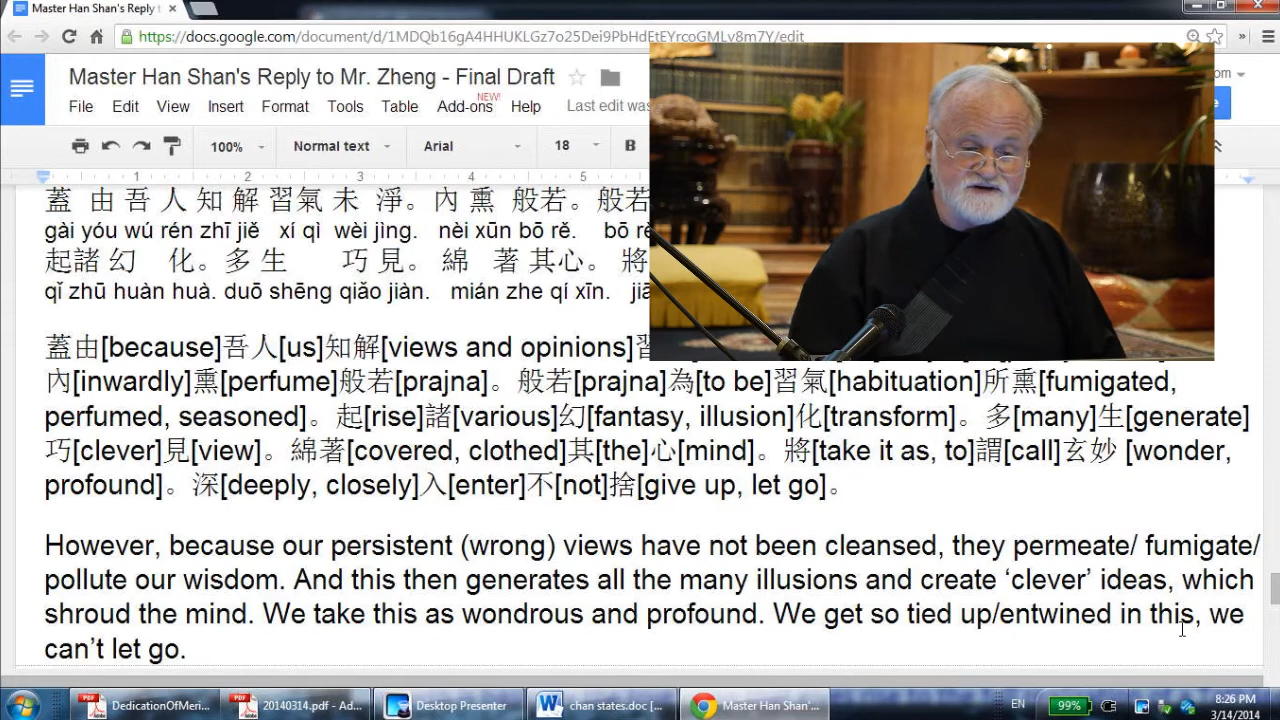 Master Han Shan's Reply t
https://docs.google.com/document/d/1MDQb16gA4HHUKLGz7o25Dei9PbHdEtEYrcoGMLv8m7Y/edit
Master Han Shan's Reply to Mr. Zheng - Final Draft
om
File Edit View Insert Format Tools Table Add-ons NEW! Help Last edit was
100% Normal text Arial 18 B
1 2 3 4 5
蓋 由 吾 人 知 解 習氣 未 淨。內 熏 般若。般若
gài yóu wú rén zhī jiě xí qì wèi jìng. nèi xūn bō rě. bō rě
起諸 幻 化。多 生 巧 見。綿 著 其心。將
qǐ zhū huàn huà. duō shēng qiǎo jiàn. mián zhe qí xīn. jiā
蓋由[because]吾人[us]知解[views and opinions]習
內[inwardly]熏[perfume]般若[prajna]。般若[prajna]為[to be]習氣[habituation]所熏[fumigated,
perfumed, seasoned]。起[rise]諸[various]幻[fantasy, illusion]化[transform]。多[many]生[generate]
巧[clever]見[view]。綿著[covered, clothed]其[the]心[mind]。將[take it as, to]謂[call]玄妙 [wonder,
profound]。深[deeply, closely]入[enter]不[not]捨[give up, let go]。
However, because our persistent (wrong) views have not been cleansed, they permeate/ fumigate/
pollute our wisdom. And this then generates all the many illusions and create ‘clever’ ideas, which
shroud the mind. We take this as wondrous and profound. We get so tied up/entwined in this, we
can’t let go.
DedicationOfMeri... 20140314.pdf - Ad... Desktop Presenter chan states.doc [... Master Han Shan'... EN 99% 8:26 PM
3/14/2014